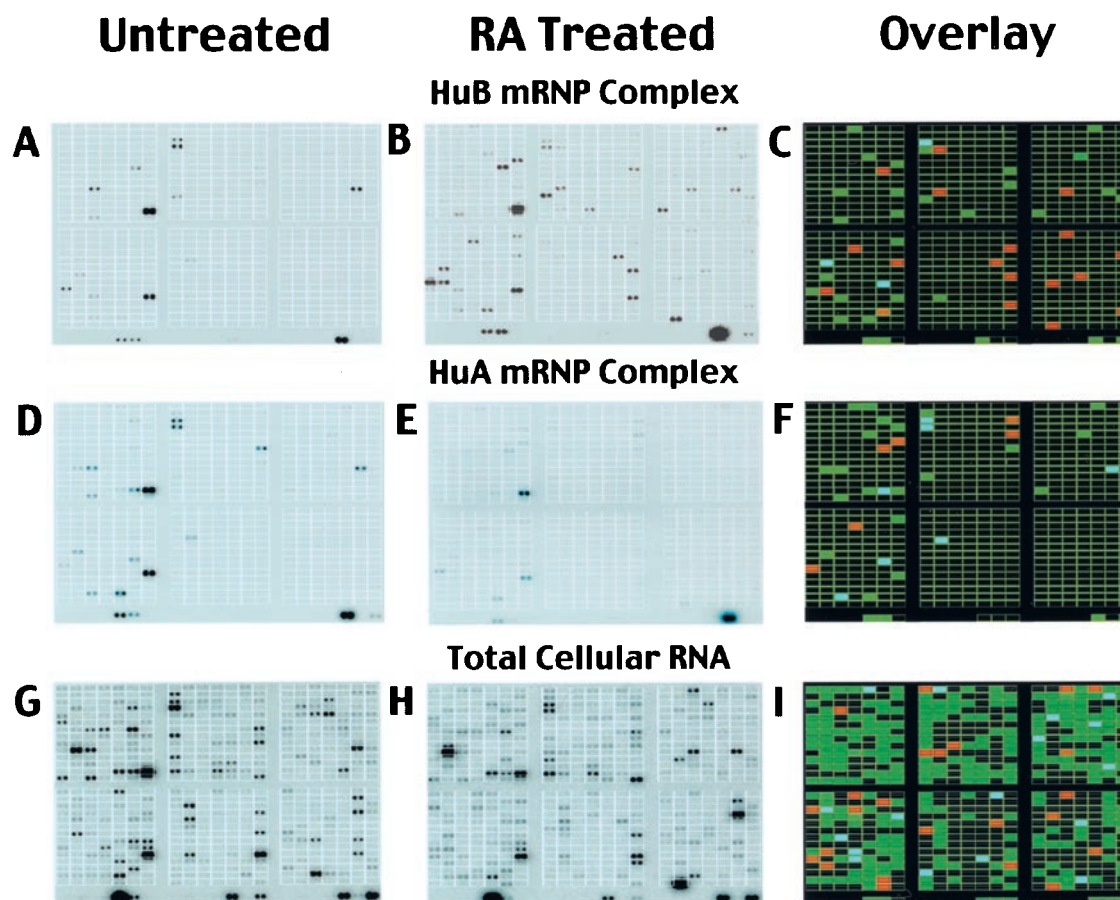 Untreated RA Treated Overlay
HuB mRNP Complex
A B C
HuA mRNP Complex
D E F
Total Cellular RNA
G H I